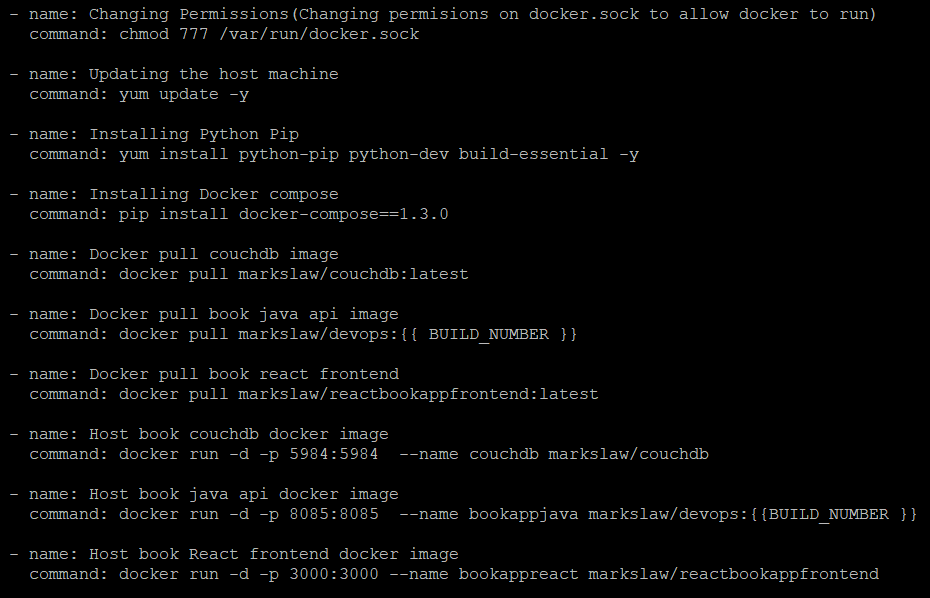 - name: Changing Permissions(Changing permisions on docker.sock to allow docker to run)
  command: chmod 777 /var/run/docker.sock

- name: Updating the host machine
  command: yum update -y

- name: Installing Python Pip
  command: yum install python-pip python-dev build-essential -y

- name: Installing Docker compose
  command: pip install docker-compose==1.3.0

- name: Docker pull couchdb image
  command: docker pull markslaw/couchdb:latest

- name: Docker pull book java api image
  command: docker pull markslaw/devops:{{ BUILD_NUMBER }}

- name: Docker pull book react frontend
  command: docker pull markslaw/reactbookappfrontend:latest

- name: Host book couchdb docker image
  command: docker run -d -p 5984:5984  --name couchdb markslaw/couchdb

- name: Host book java api docker image
  command: docker run -d -p 8085:8085  --name bookappjava markslaw/devops:{{BUILD_NUMBER }}

- name: Host book React frontend docker image
  command: docker run -d -p 3000:3000 --name bookappreact markslaw/reactbookappfrontend